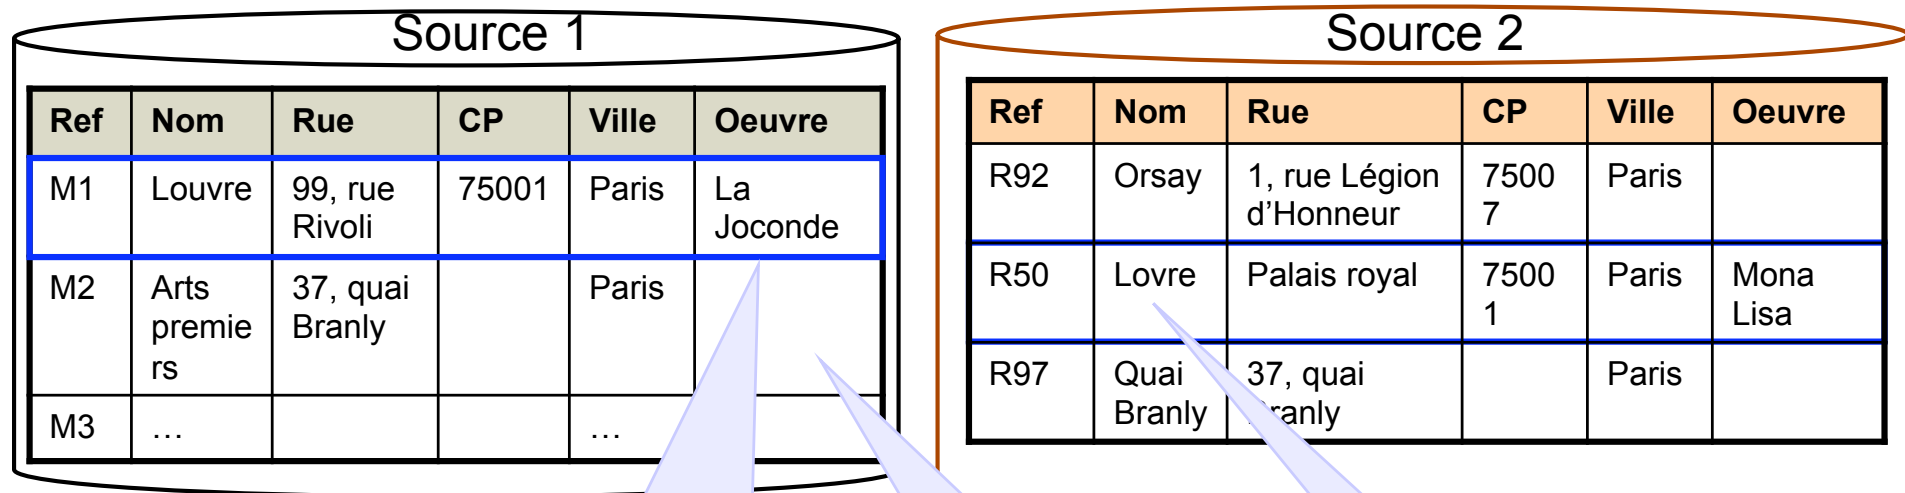 Source 1
Ref Nom Rue CP Ville Oeuvre
M1 Louvre 99, rue 75001 Paris La
Rivoli Joconde
M2 Arts 37, quai Paris
premie Branly
rs
M3 … …
Source 2
Ref Nom Rue CP Ville Oeuvre
R92 Orsay 1, rue Légion 7500 Paris
d’Honneur 7
R50 Lovre Palais royal 7500 Paris Mona
1 Lisa
R97 Quai 37, quai Paris
Branly Branly